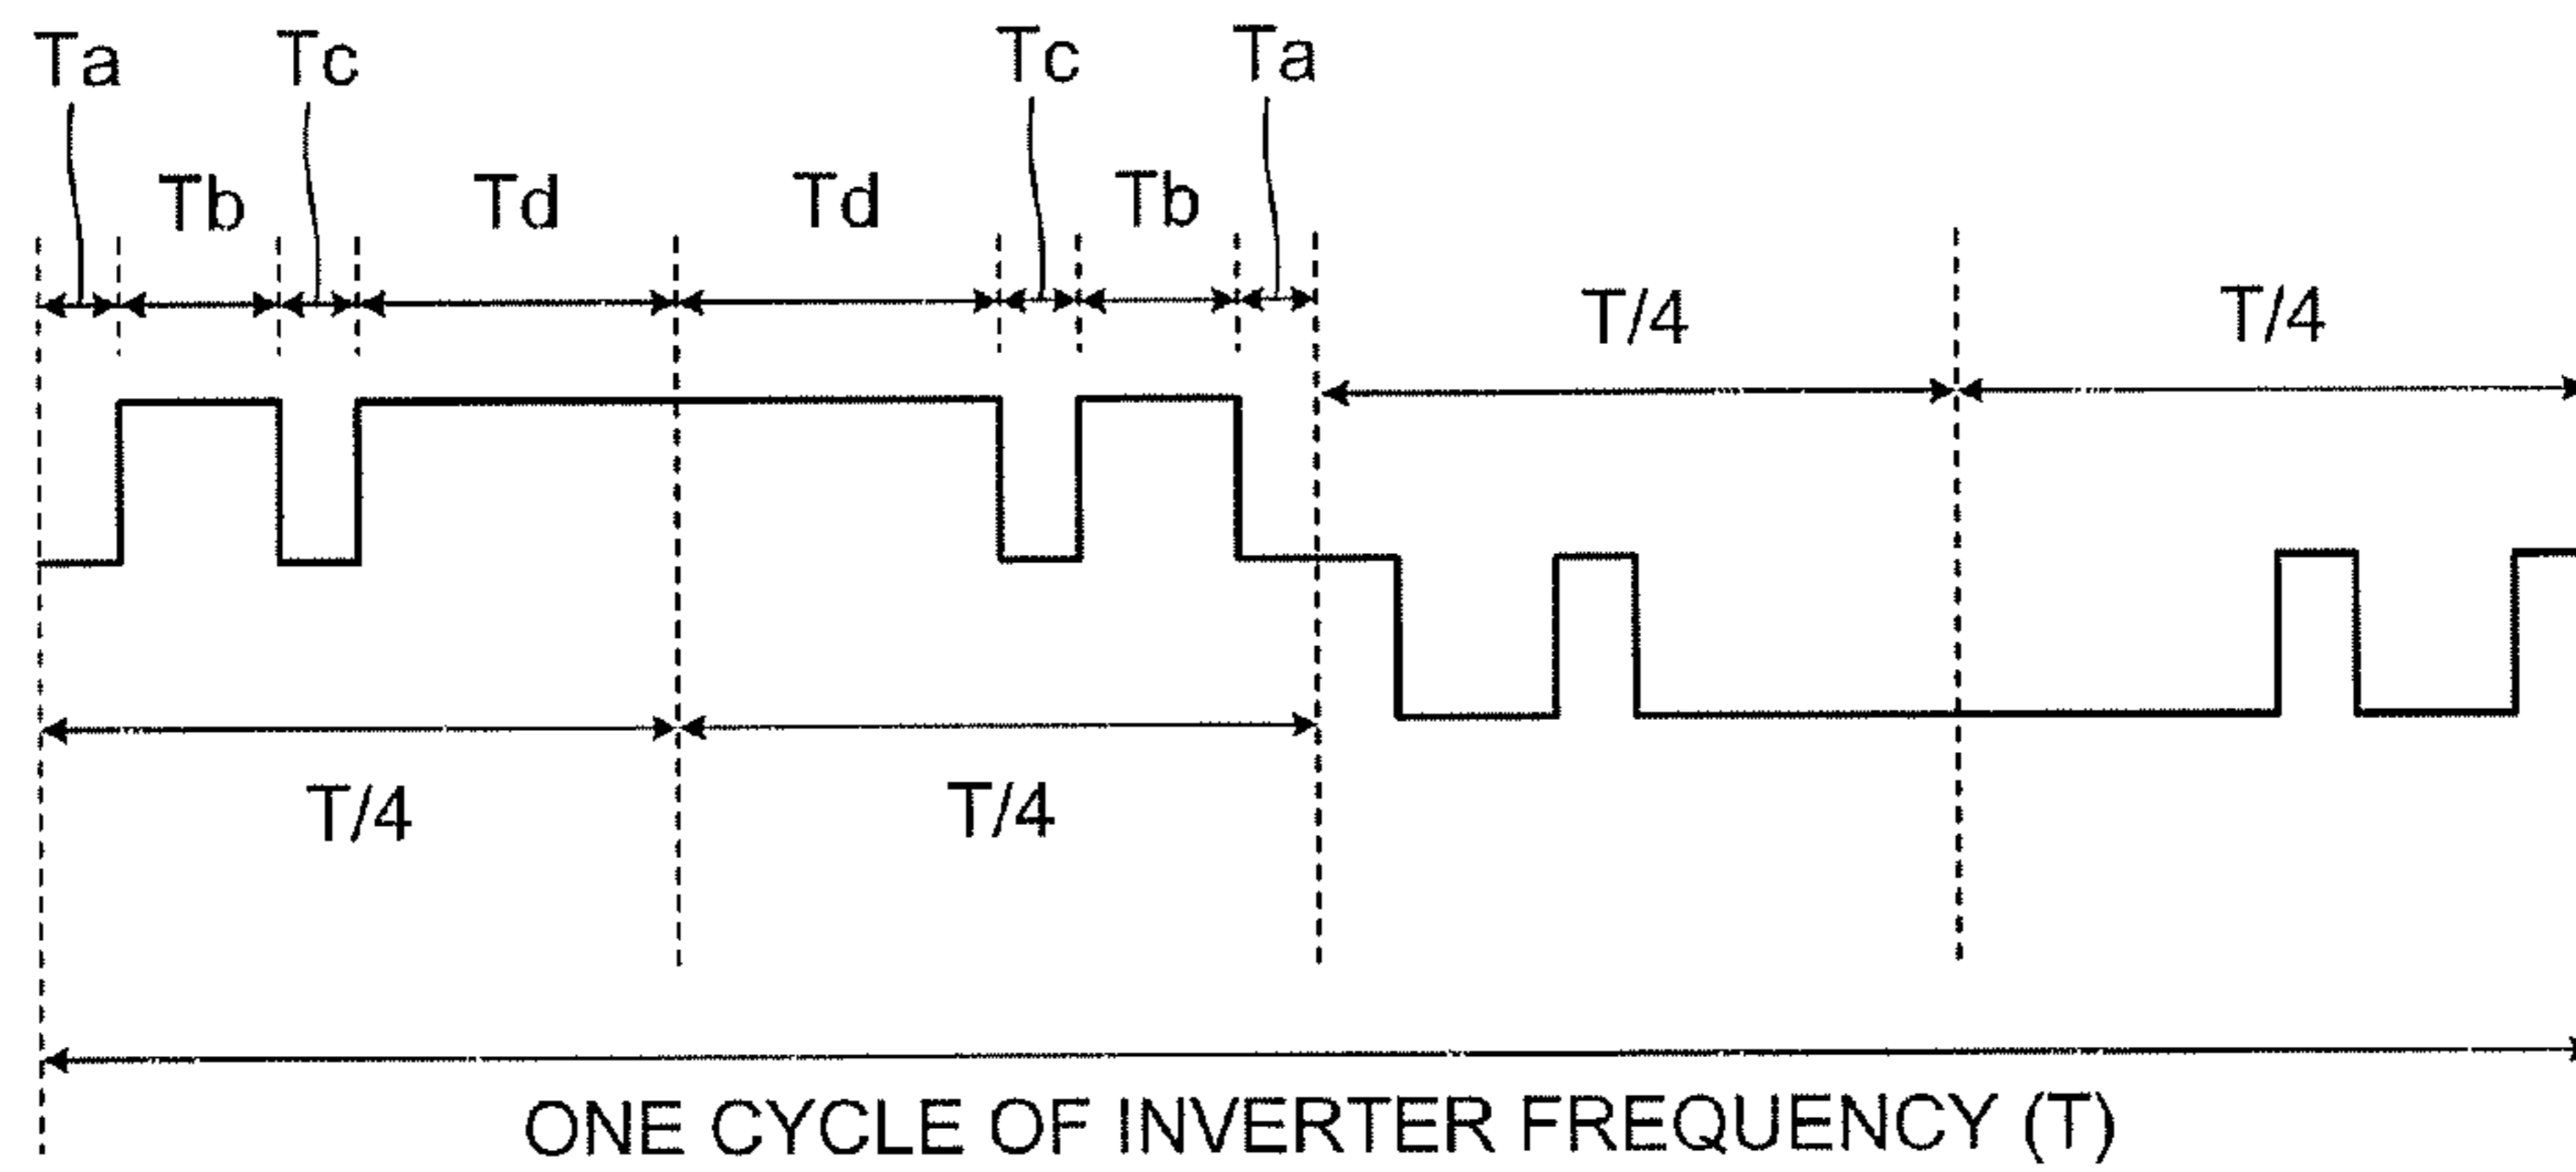 Ta Tc Tc Ta
Tb Td Td Tb
T/4 T/4
T/4 T/4
ONE CYCLE OF INVERTER FREQUENCY (T)